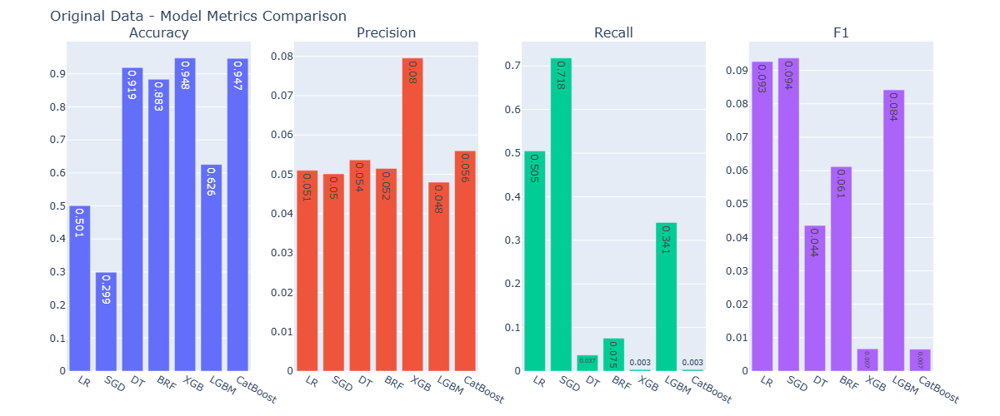 Original Data - Model Metrics Comparison
Accuracy
Precision
Recall
F1
0.9
0.8
0.7
0.6
0.5
0.4
0.3
0.2
0.1
0
0.501
0.299
0.919
0.883
0.948
0.626
0.947
LR
SGD
DT
BRF
XGB
LGBM
CatBoost
0.08
0.07
0.06
0.05
0.04
0.03
0.02
0.01
0
0.051
0.05
0.054
0.052
0.08
0.048
0.056
LR
SGD
DT
BRF
XGB
LGBM
CatBoost
0.7
0.6
0.5
0.4
0.3
0.2
0.1
0
0.505
0.718
0.037
0.075
0.003
0.341
0.003
LR
SGD
DT
BRF
XGB
LGBM
CatBoost
0.09
0.08
0.07
0.06
0.05
0.04
0.03
0.02
0.01
0
0.093
0.094
0.044
0.061
0.007
0.084
0.007
LR
SGD
DT
BRF
XGB
LGBM
CatBoost